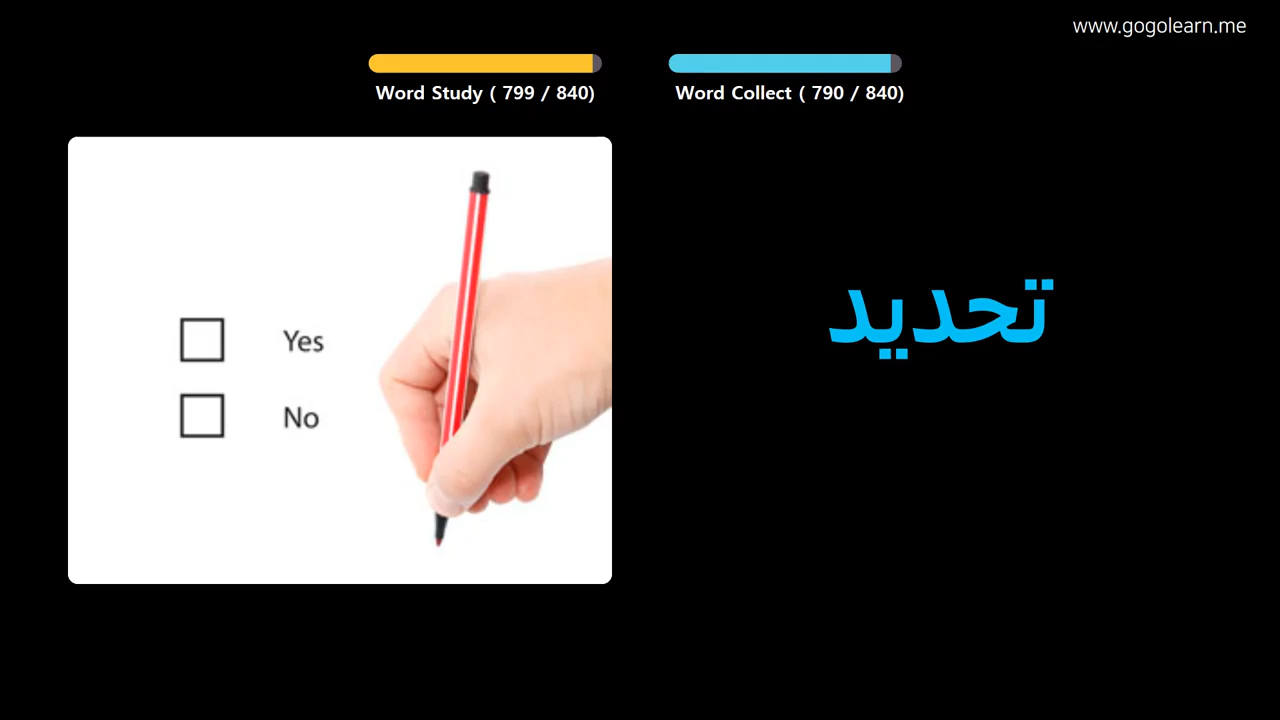 www.gogolearn.me
Word Study ( 799 / 840)
Word Collect ( 790 / 840)
Yes
No
تحديد